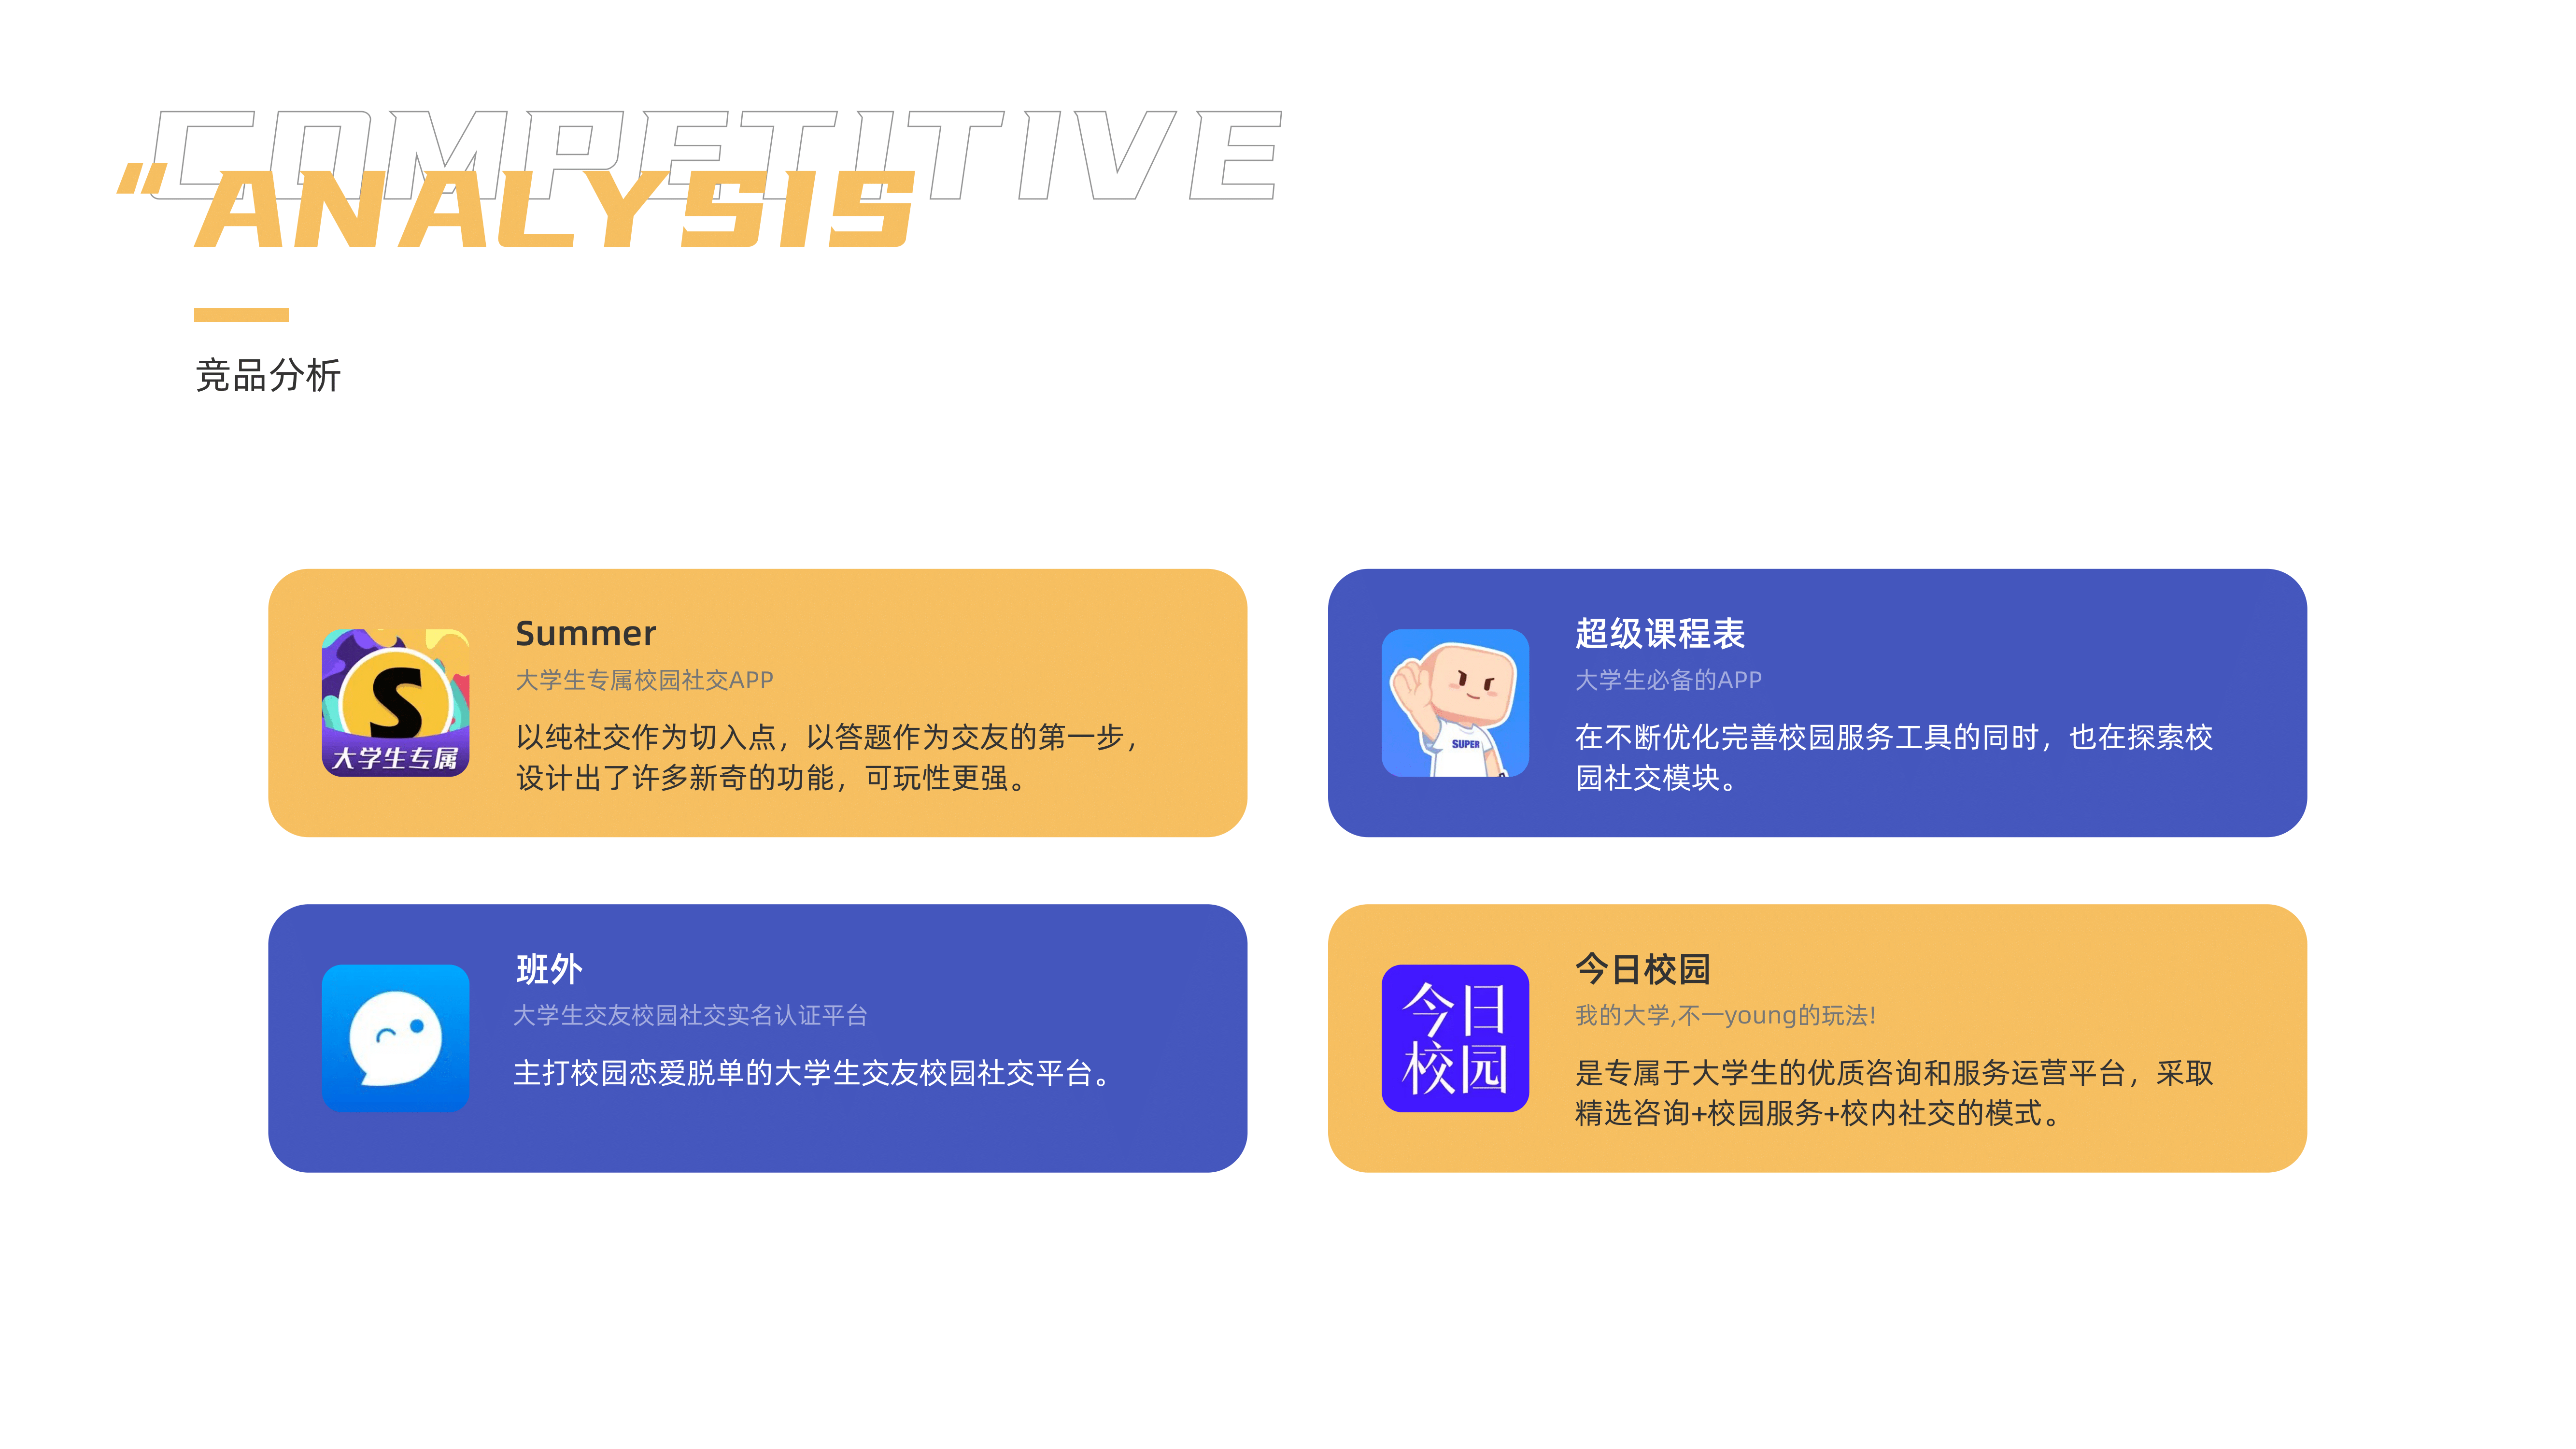 COMPETITIVE
“ANALYSIS
竞品分析
大学生专属
Summer
大学生专属校园社交APP
以纯社交作为切入点，以答题作为交友的第一步，
设计出了许多新奇的功能，可玩性更强。
SUPER
超级课程表
大学生必备的APP
在不断优化完善校园服务工具的同时，也在探索校
园社交模块。
班外
大学生交友校园社交实名认证平台
主打校园恋爱脱单的大学生交友校园社交平台。
今日
校园
今日校园
我的大学,不一young的玩法!
是专属于大学生的优质咨询和服务运营平台，采取
精选咨询+校园服务+校内社交的模式。